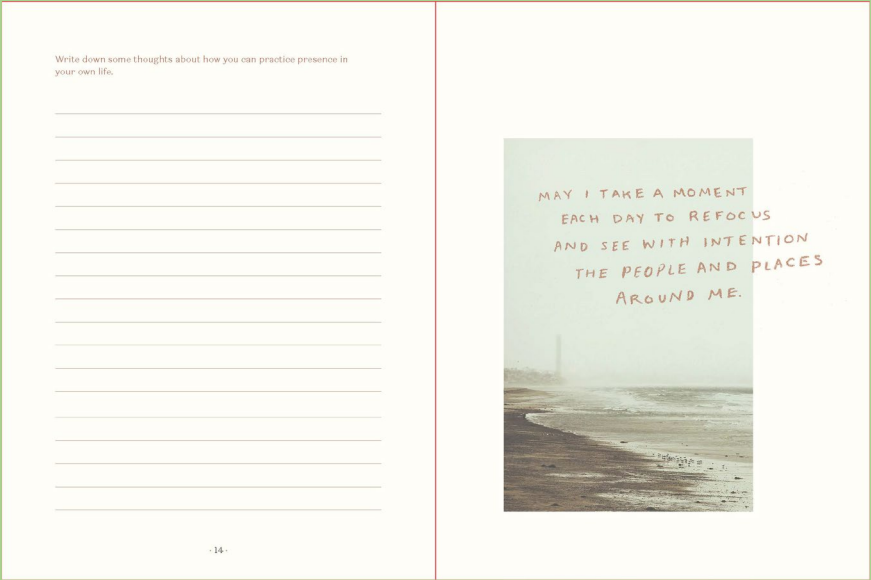 Write down some thoughts about how you can practice presence in
your own life.
- 14 -
MAY I TAKE A MOMENT
EACH DAY TO REFOCUS
AND SEE WITH INTENTION
THE PEOPLE AND PLACES
AROUND ME.